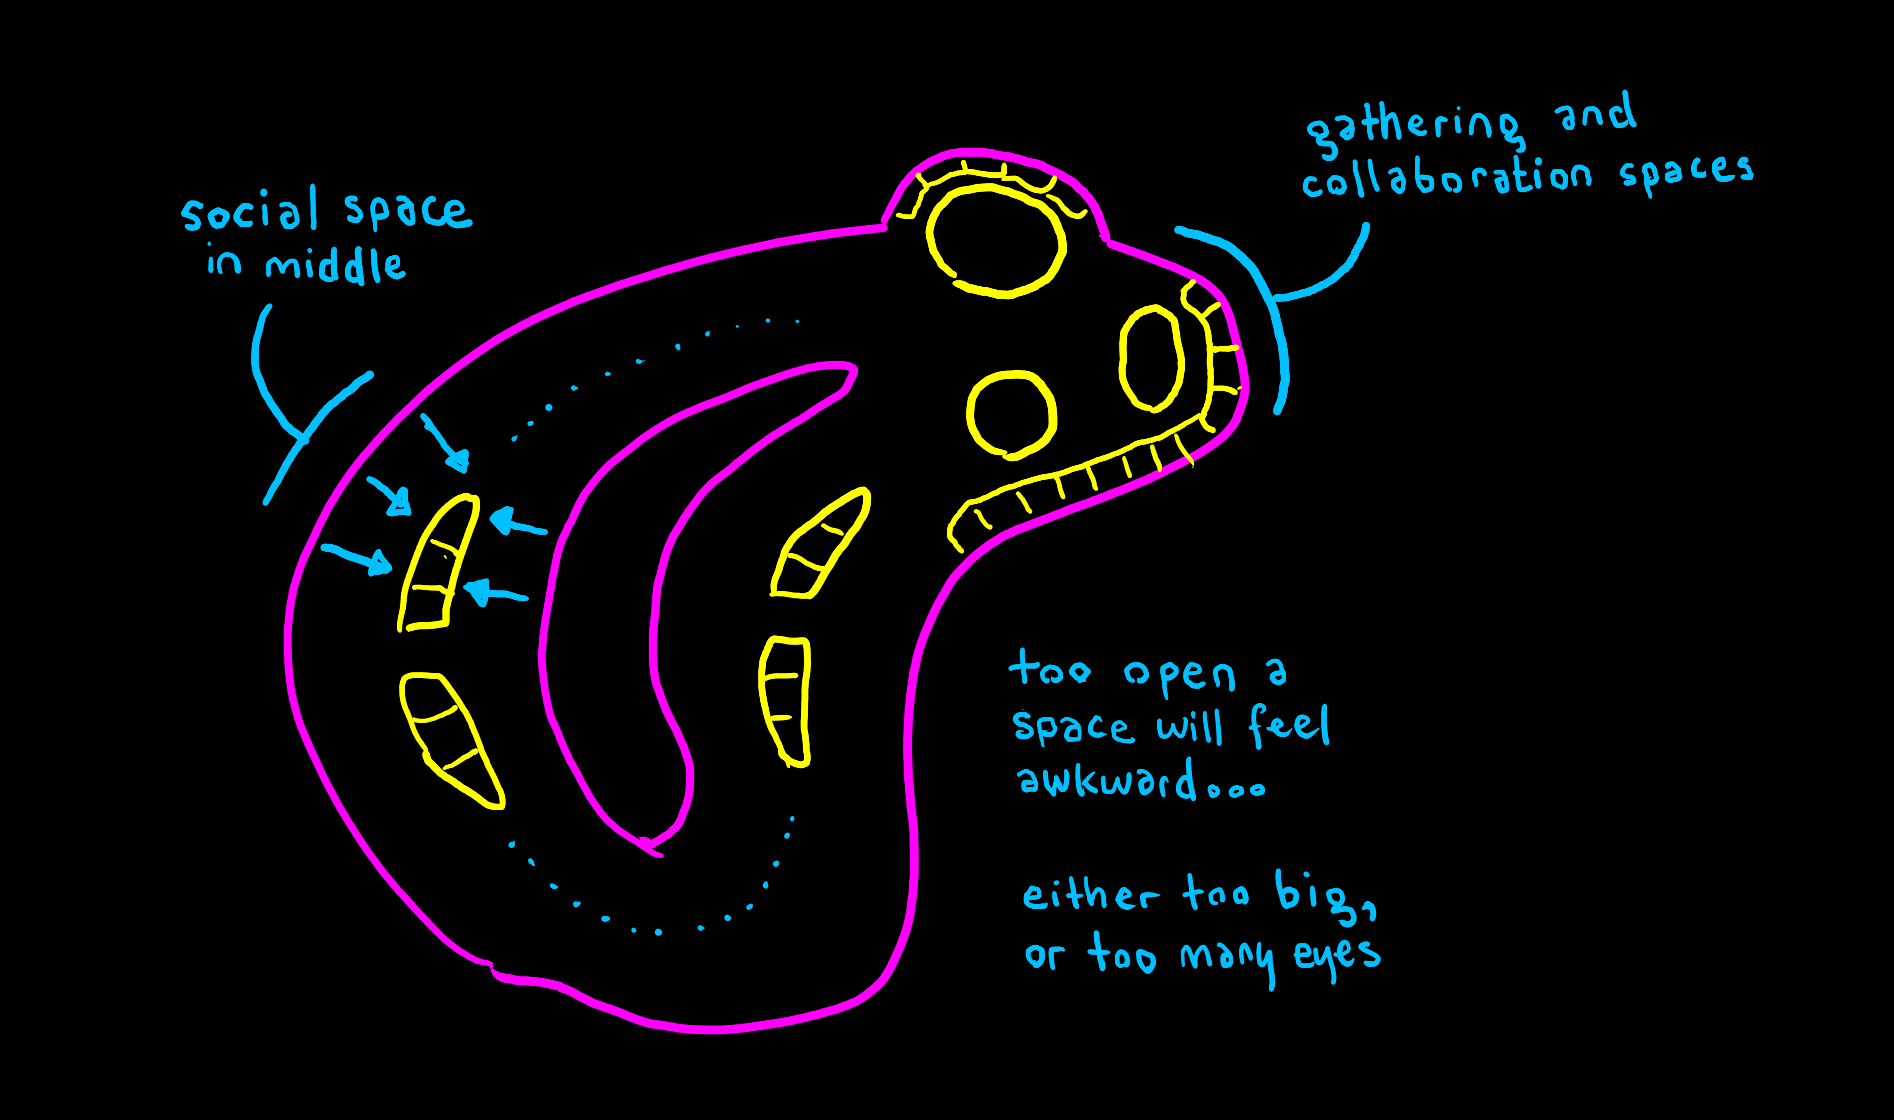 social space
in middle
gathering and
collaboration spaces
too open a
space will feel
awkward...
either too big,
or too many eyes